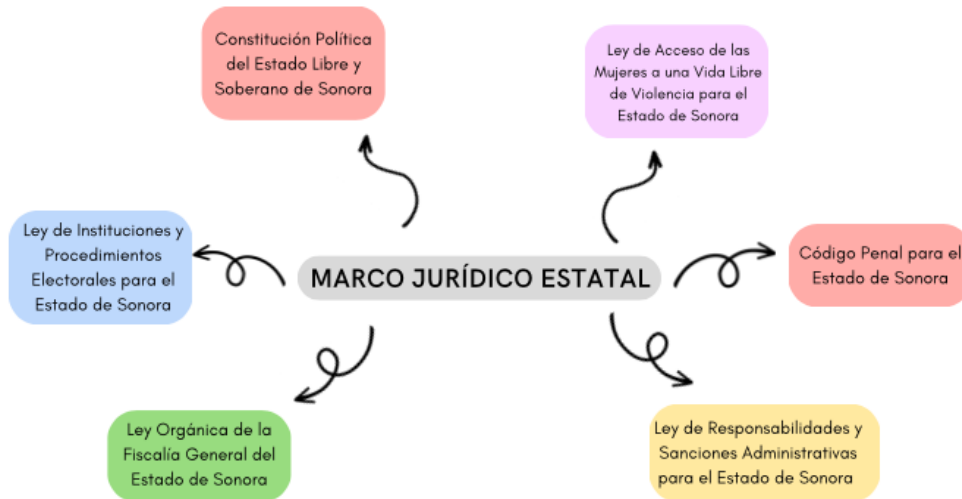 Constitución Política
del Estado Libre y
Soberano de Sonora
Ley de Acceso de las
Mujeres a una Vida Libre
de Violencia para el
Estado de Sonora
Ley de Instituciones y
Procedimientos
Electorales para el
Estado de Sonora
MARCO JURÍDICO ESTATAL
Código Penal para el
Estado de Sonora
Ley Orgánica de la
Fiscalía General del
Estado de Sonora
Ley de Responsabilidades y
Sanciones Administrativas
para el Estado de Sonora